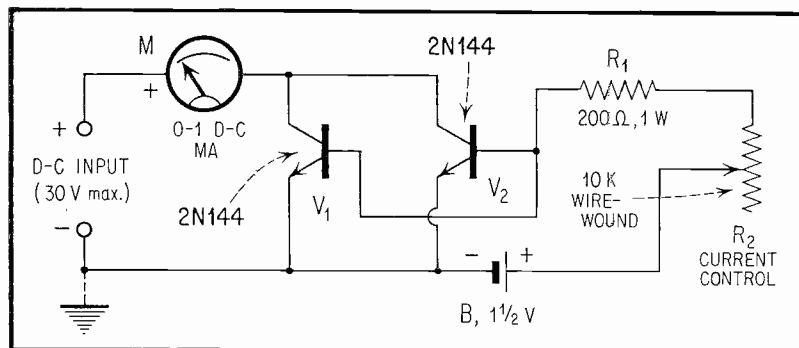 M
+
O-1 D-C
MA
+
D-C INPUT
(30 V max.)
-
2N144
V1
2N144
V2
R1
200Ω, 1 W
10 K
WIRE-
WOUND
R2
CURRENT
CONTROL
- +
B, 1½ V